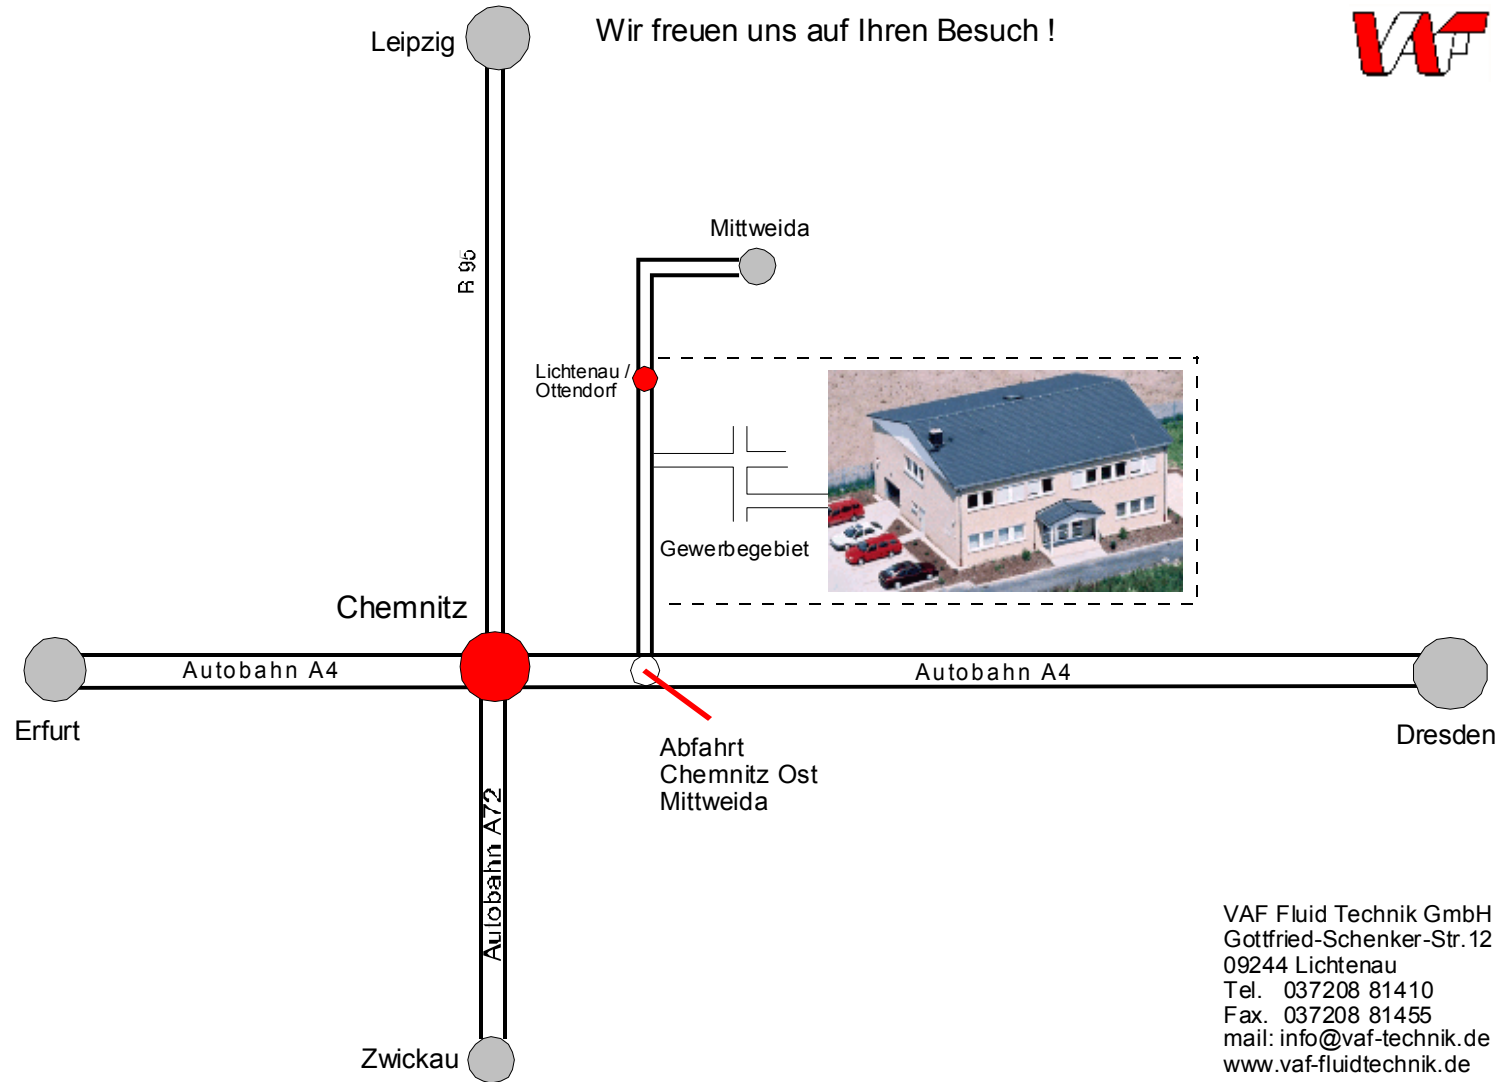 Leipzig
Wir freuen uns auf Ihren Besuch !
VAF
B 95
Mittweida
Lichtenau /
Ottendorf
Gewerbegebiet
Chemnitz
Autobahn A4
Autobahn A4
Erfurt
Dresden
Abfahrt
Chemnitz Ost
Mittweida
Autobahn A72
Zwickau
VAF Fluid Technik GmbH
Gottfried-Schenker-Str.12
09244 Lichtenau
Tel. 037208 81410
Fax. 037208 81455
mail: info@vaf-technik.de
www.vaf-fluidtechnik.de